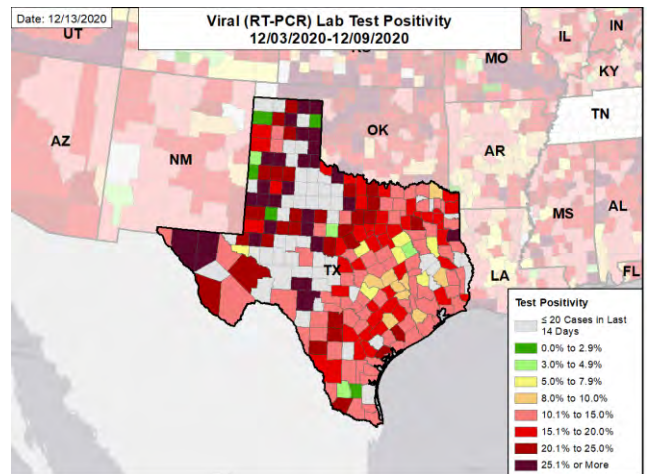 Date: 12/13/2020
Viral (RT-PCR) Lab Test Positivity
12/03/2020-12/09/2020
UT
MO
IL
IN
KY
TN
AZ
NM
OK
AR
MS
AL
TX
LA
FL
Test Positivity
≤ 20 Cases in Last
14 Days
0.0% to 2.9%
3.0% to 4.9%
5.0% to 7.9%
8.0% to 10.0%
10.1% to 15.0%
15.1% to 20.0%
20.1% to 25.0%
25.1% or More